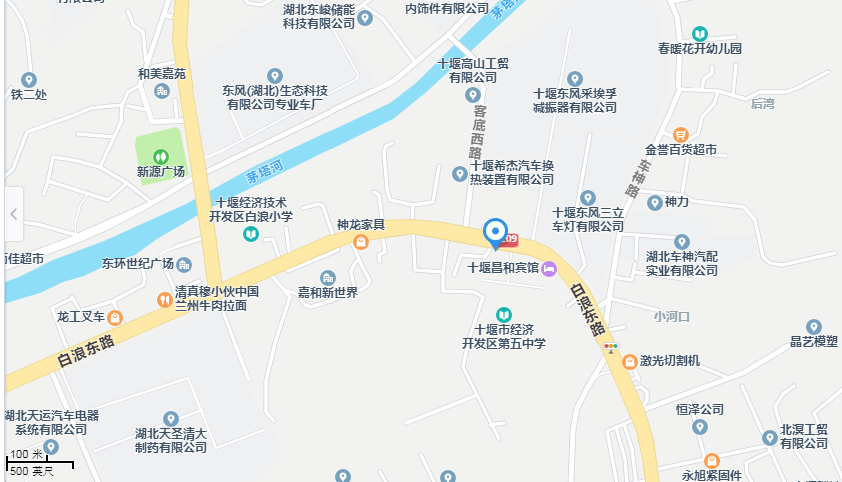 湖北东峻储能
科技有限公司
内饰件有限公司
茅塔
春暖花开幼儿园
和美嘉苑
铁二处
东风(湖北)生态科技
有限公司专业车厂
十堰高山工贸
有限公司
十堰东风采埃孚
减振器有限公司
后湾
客底西路
金誉百货超市
新源广场
茅塔河
十堰希杰汽车换
热装置有限公司
车神路
十堰经济技术
开发区白浪小学
神龙家具
十堰东风三立
车灯有限公司
神力
09
佳超市
东环世纪广场
十堰昌和宾馆
湖北车神汽配
实业有限公司
清真穆小伙中国
兰州牛肉拉面
嘉和新世界
白浪东路
龙工叉车
十堰市经济
开发区第五中学
小河口
晶艺模塑
白浪东路
激光切割机
湖北天运汽车电器
系统有限公司
湖北天圣清大
制药有限公司
恒泽公司
北溟工贸
有限公司
永旭紧固件
100 米
500 英尺